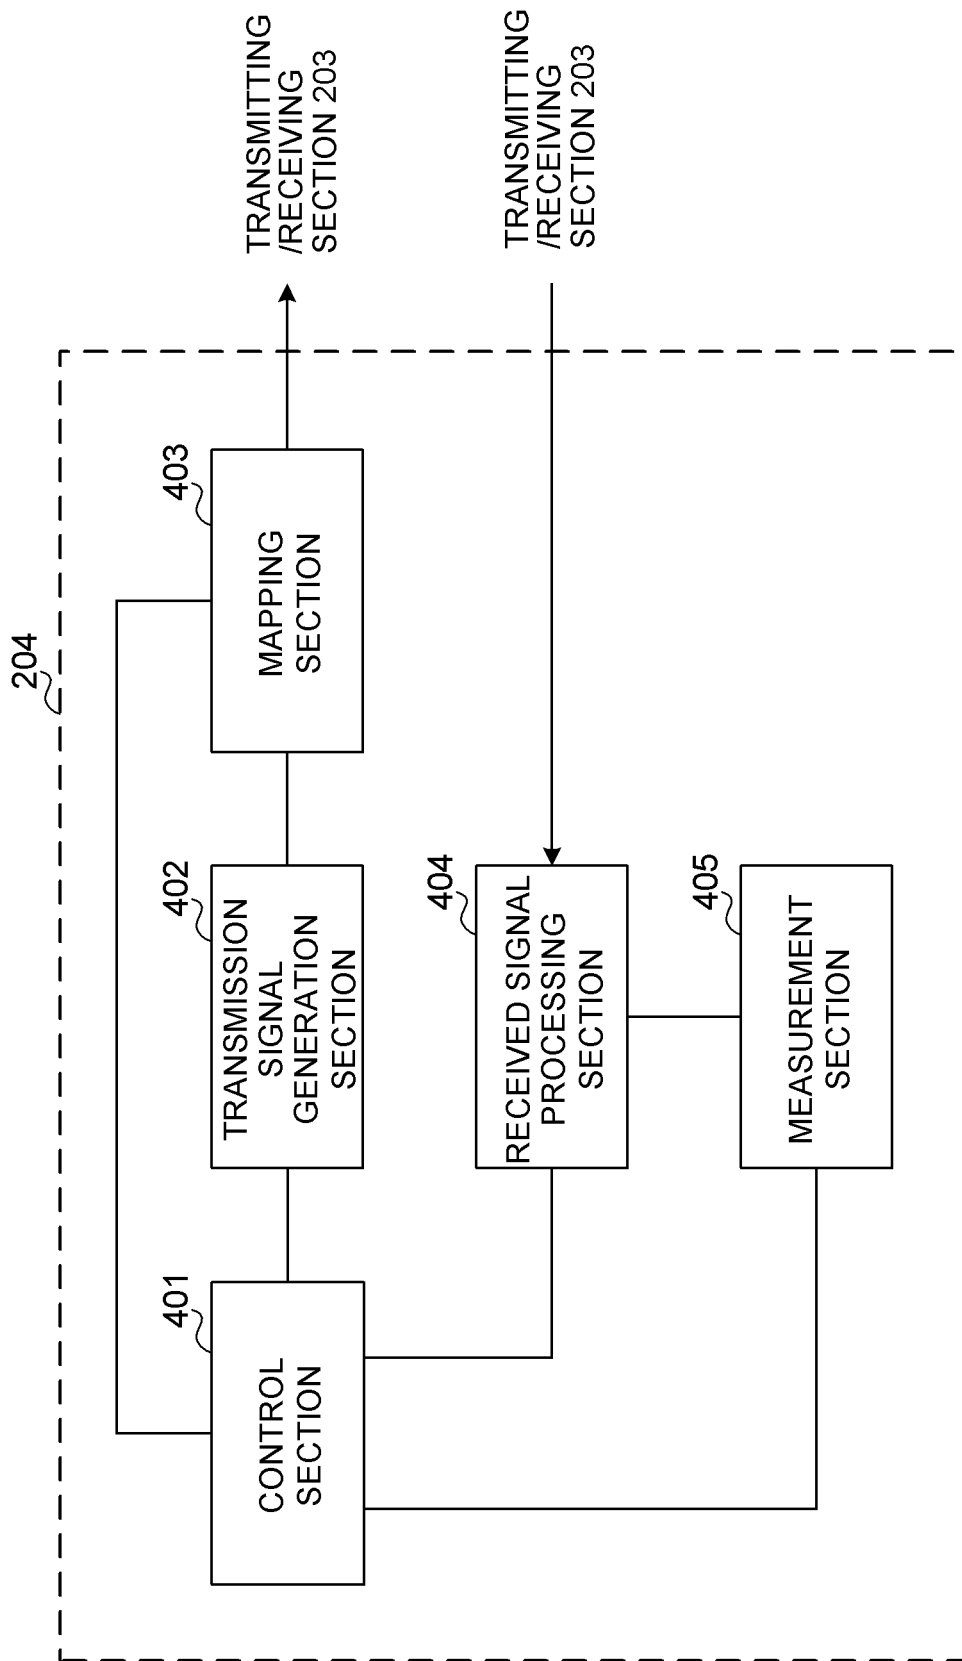 204
401
CONTROL
SECTION
402
TRANSMISSION
SIGNAL
GENERATION
SECTION
403
MAPPING
SECTION
TRANSMITTING
/RECEIVING
SECTION 203
404
RECEIVED SIGNAL
PROCESSING
SECTION
TRANSMITTING
/RECEIVING
SECTION 203
405
MEASUREMENT
SECTION